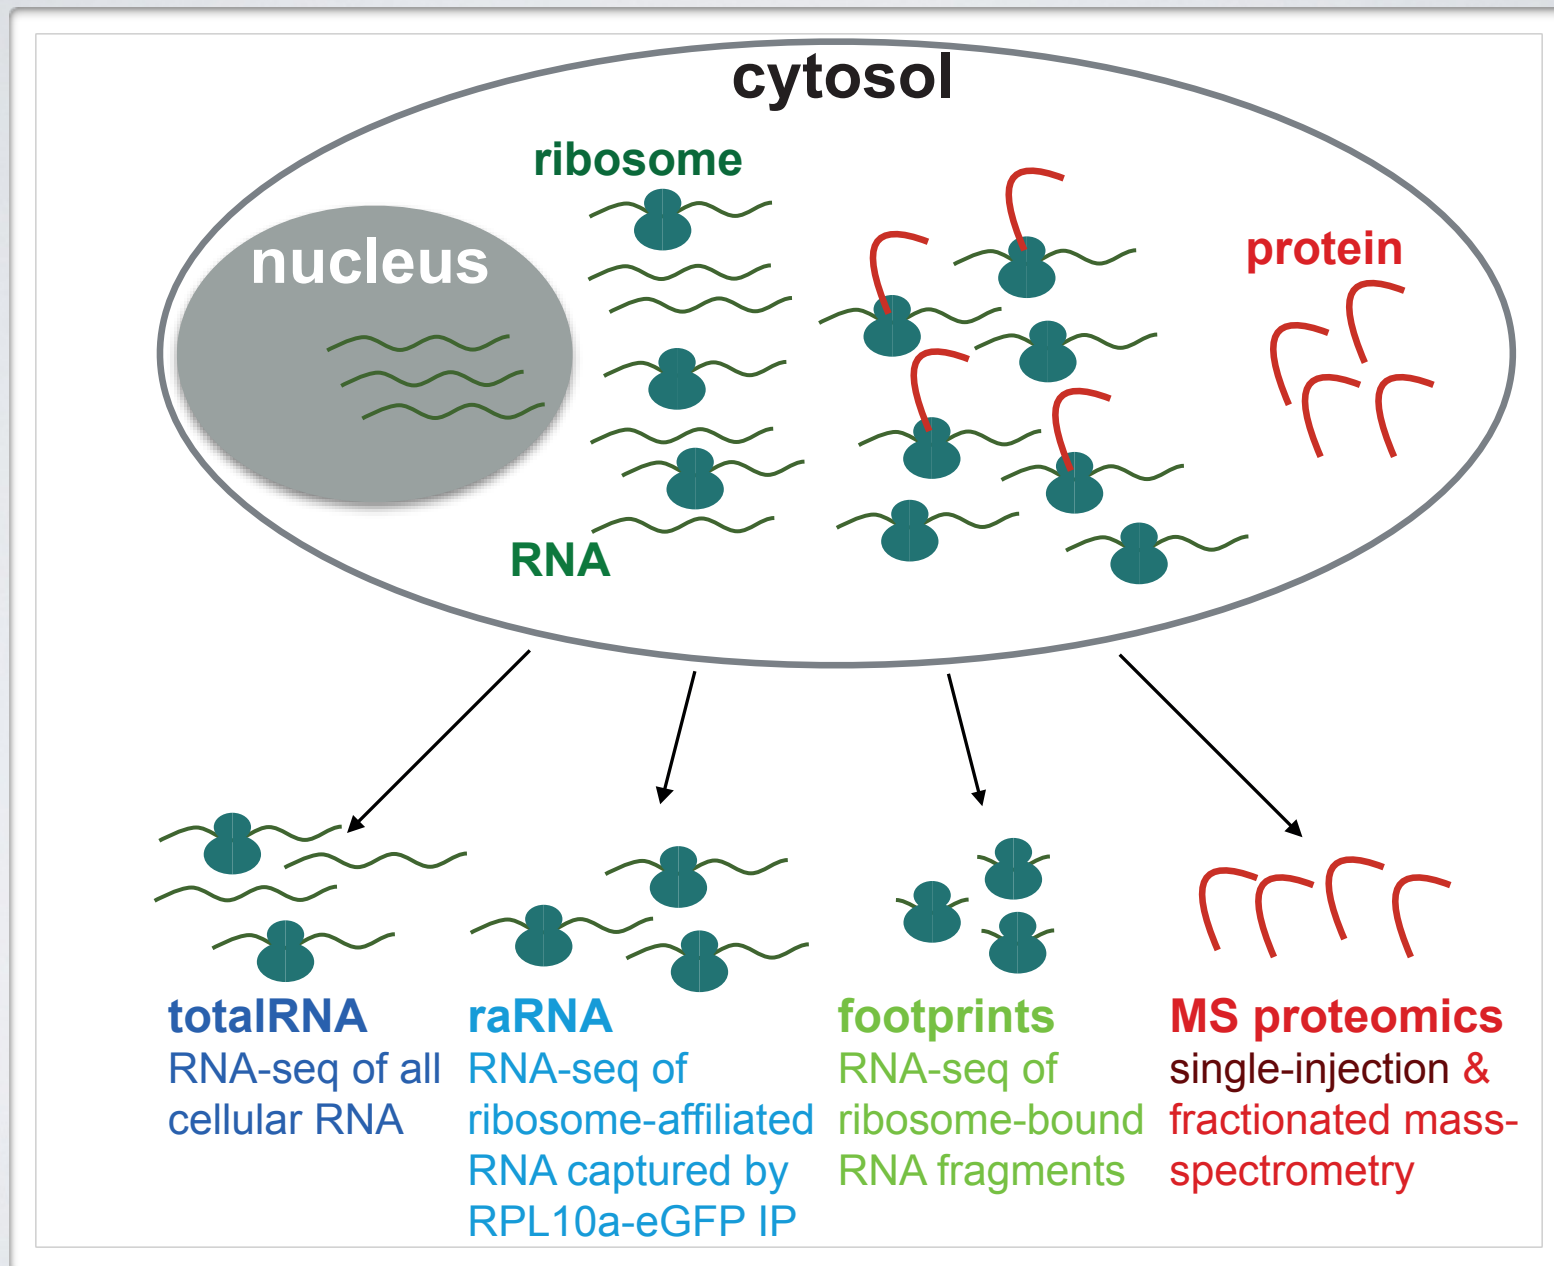 cytosol
ribosome
nucleus
protein
RNA
totalRNA
RNA-seq of all
cellular RNA
raRNA
RNA-seq of
ribosome-affiliated
RNA captured by
RPL10a-eGFP IP
footprints
RNA-seq of
ribosome-bound
RNA fragments
MS proteomics
single-injection &
fractionated mass-
spectrometry